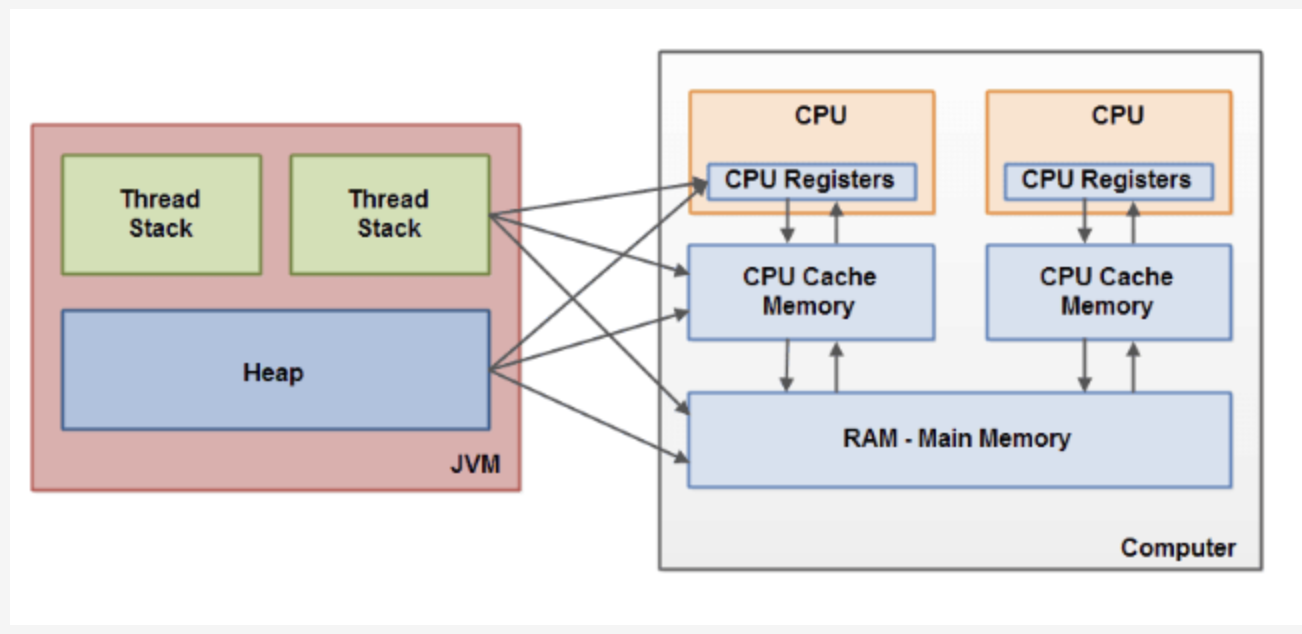 Thread
Stack
Thread
Stack
Heap
JVM
CPU
CPU Registers
CPU Cache
Memory
CPU
CPU Registers
CPU Cache
Memory
RAM - Main Memory
Computer